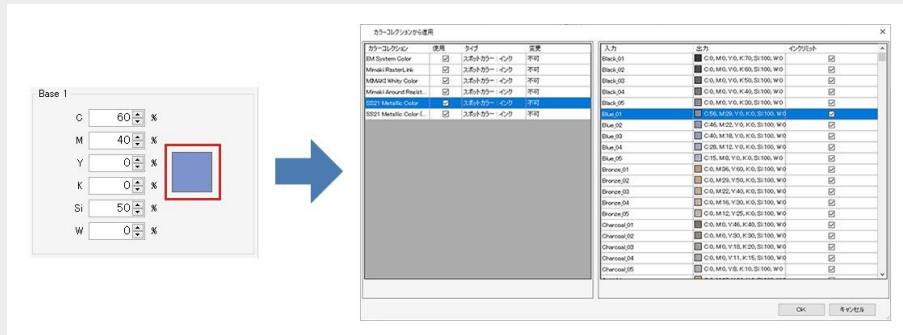 Base 1
C 60 %
M 40 %
Y 0 %
K 0 %
Si 50 %
W 0 %
カラーコレクションから適用 ×
カラーコレクション 使用 タイプ 変更
EM System Color スポットカラー：インク 不可
Mimaki RasterLink スポットカラー：インク 不可
MIMAKI Whity Color スポットカラー：インク 不可
Mimaki Around Resist... スポットカラー：インク 不可
SS21 Metallic Color スポットカラー：インク 不可
SS21 Metallic Color (... スポットカラー：インク 不可
入力 出力 インクリミット
Black_01 C:0, M:0, Y:0, K:70, Si:100, W:0
Black_02 C:0, M:0, Y:0, K:60, Si:100, W:0
Black_03 C:0, M:0, Y:0, K:50, Si:100, W:0
Black_04 C:0, M:0, Y:0, K:40, Si:100, W:0
Black_05 C:0, M:0, Y:0, K:30, Si:100, W:0
Blue_01 C:56, M:29, Y:0, K:0, Si:100, W:0
Blue_02 C:46, M:22, Y:0, K:0, Si:100, W:0
Blue_03 C:40, M:18, Y:0, K:0, Si:100, W:0
Blue_04 C:28, M:12, Y:0, K:0, Si:100, W:0
Blue_05 C:15, M:8, Y:0, K:0, Si:100, W:0
Bronze_01 C:0, M:36, Y:60, K:0, Si:100, W:0
Bronze_02 C:0, M:29, Y:50, K:0, Si:100, W:0
Bronze_03 C:0, M:22, Y:40, K:0, Si:100, W:0
Bronze_04 C:0, M:16, Y:30, K:0, Si:100, W:0
Bronze_05 C:0, M:12, Y:25, K:0, Si:100, W:0
Charcoal_01 C:0, M:0, Y:46, K:40, Si:100, W:0
Charcoal_02 C:0, M:0, Y:30, K:30, Si:100, W:0
Charcoal_03 C:0, M:0, Y:18, K:20, Si:100, W:0
Charcoal_04 C:0, M:0, Y:11, K:15, Si:100, W:0
Charcoal_05 C:0, M:0, Y:8, K:10, Si:100, W:0
OK キャンセル